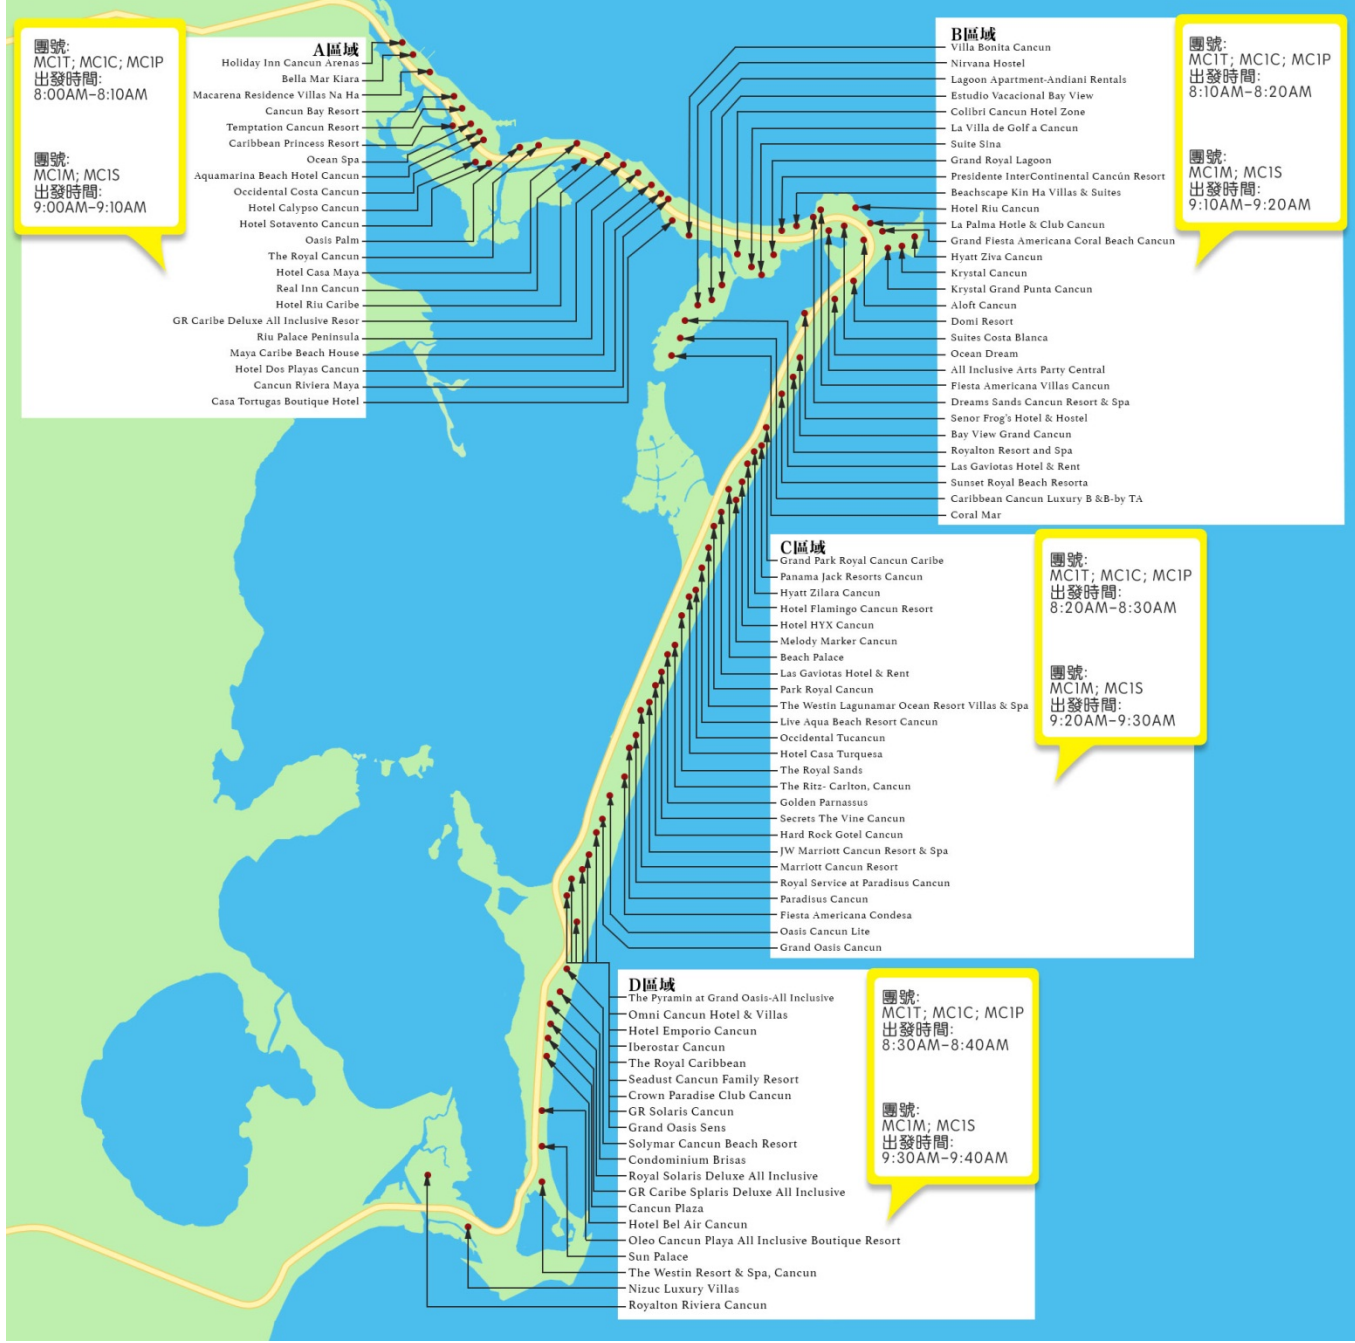 團號:
MC1T; MC1C; MC1P
出發時間:
8:00AM-8:10AM
團號:
MC1M; MC1S
出發時間:
9:00AM-9:10AM
A區域
Holiday Inn Cancun Arenas
Bella Mar Kiara
Macarena Residence Villas Na Ha
Cancun Bay Resort
Temptation Cancun Resort
Caribbean Princess Resort
Ocean Spa
Aquamarina Beach Hotel Cancun
Occidental Costa Cancun
Hotel Calypso Cancun
Hotel Sotavento Cancun
Oasis Palm
The Royal Cancun
Hotel Casa Maya
Real Inn Cancun
Hotel Riu Caribe
GR Caribe Deluxe All Inclusive Resor
Riu Palace Peninsula
Maya Caribe Beach House
Hotel Dos Playas Cancun
Cancun Riviera Maya
Casa Tortugas Boutique Hotel
B區域
Villa Bonita Cancun
Nirvana Hostel
Lagoon Apartment-Andiani Rentals
Estudio Vacacional Bay View
Colibri Cancun Hotel Zone
La Villa de Golf a Cancun
Suite Sina
Grand Royal Lagoon
Presidente InterContinental Cancún Resort
Beachscape Kin Ha Villas & Suites
Hotel Riu Cancun
La Palma Hotle & Club Cancun
Grand Fiesta Americana Coral Beach Cancun
Hyatt Ziva Cancun
Krystal Cancun
Krystal Grand Punta Cancun
Aloft Cancun
Domi Resort
Suites Costa Blanca
Ocean Dream
All Inclusive Arts Party Central
Fiesta Americana Villas Cancun
Dreams Sands Cancun Resort & Spa
Senor Frog's Hotel & Hostel
Bay View Grand Cancun
Royalton Resort and Spa
Las Gaviotas Hotel & Rent
Sunset Royal Beach Resorta
Caribbean Cancun Luxury B &B-by TA
Coral Mar
團號:
MC1T; MC1C; MC1P
出發時間:
8:10AM-8:20AM
團號:
MC1M; MC1S
出發時間:
9:10AM-9:20AM
C區域
Grand Park Royal Cancun Caribe
Panama Jack Resorts Cancun
Hyatt Zilara Cancun
Hotel Flamingo Cancun Resort
Hotel HYX Cancun
Melody Marker Cancun
Beach Palace
Las Gaviotas Hotel & Rent
Park Royal Cancun
The Westin Lagunamar Ocean Resort Villas & Spa
Live Aqua Beach Resort Cancun
Occidental Tucancun
Hotel Casa Turquesa
The Royal Sands
The Ritz- Carlton, Cancun
Golden Parnassus
Secrets The Vine Cancun
Hard Rock Gotel Cancun
JW Marriott Cancun Resort & Spa
Marriott Cancun Resort
Royal Service at Paradisus Cancun
Paradisus Cancun
Fiesta Americana Condesa
Oasis Cancun Lite
Grand Oasis Cancun
團號:
MC1T; MC1C; MC1P
出發時間:
8:20AM-8:30AM
團號:
MC1M; MC1S
出發時間:
9:20AM-9:30AM
D區域
The Pyramin at Grand Oasis-All Inclusive
Omni Cancun Hotel & Villas
Hotel Emporio Cancun
Iberostar Cancun
The Royal Caribbean
Seadust Cancun Family Resort
Crown Paradise Club Cancun
GR Solaris Cancun
Grand Oasis Sens
Solymar Cancun Beach Resort
Condominium Brisas
Royal Solaris Deluxe All Inclusive
GR Caribe Splaris Deluxe All Inclusive
Cancun Plaza
Hotel Bel Air Cancun
Oleo Cancun Playa All Inclusive Boutique Resort
Sun Palace
The Westin Resort & Spa, Cancun
Nizuc Luxury Villas
Royalton Riviera Cancun
團號:
MC1T; MC1C; MC1P
出發時間:
8:30AM-8:40AM
團號:
MC1M; MC1S
出發時間:
9:30AM-9:40AM